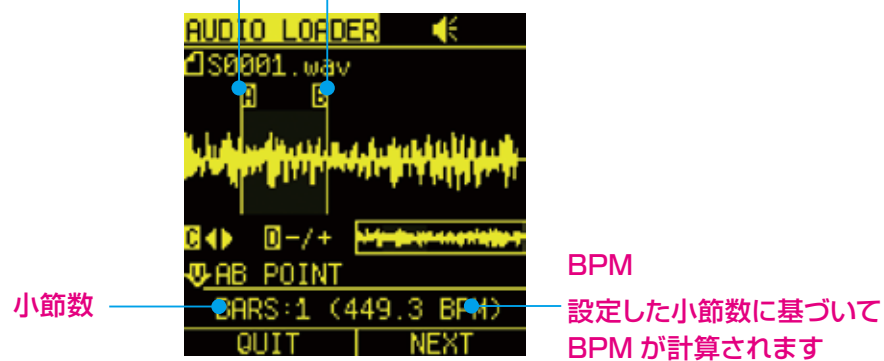 AUDIO LOADER
S0001.wav
A B
C D-/+
AB POINT
BARS:1 (449.3 BPM)
QUIT NEXT
小節数
BPM
設定した小節数に基づいて
BPM が計算されます